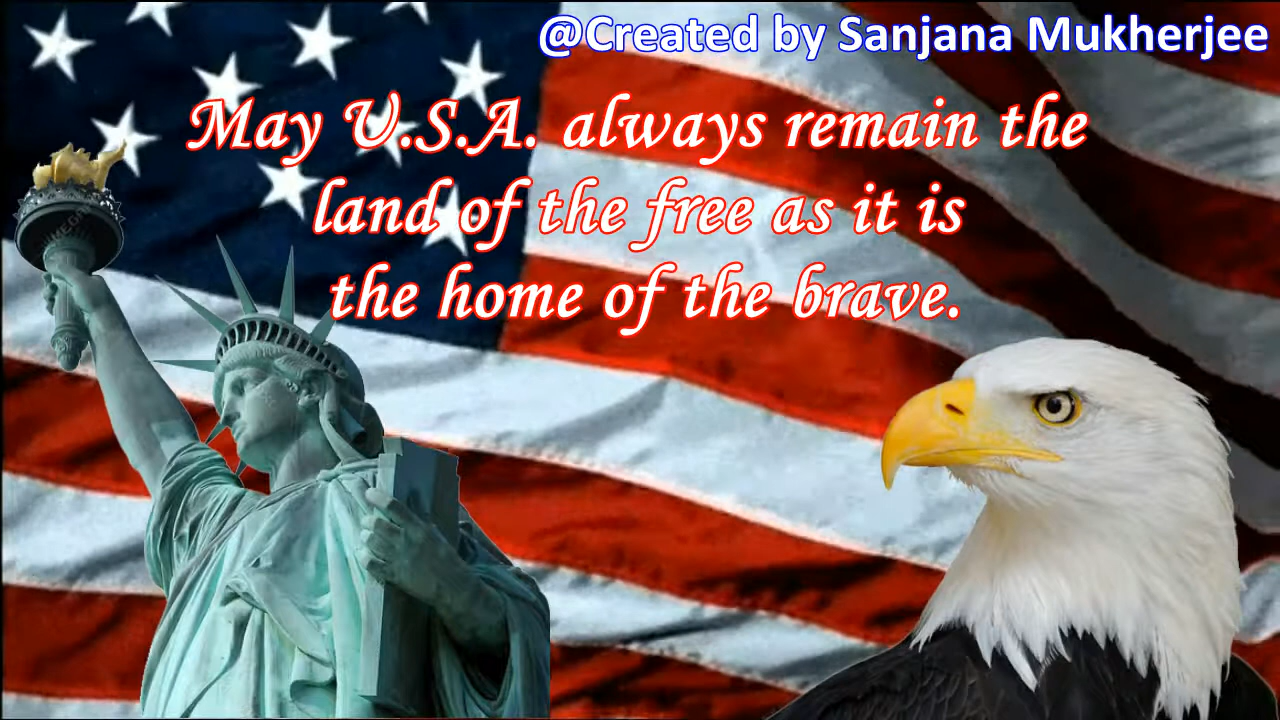 @Created by Sanjana Mukherjee
May U.S.A. always remain the
land of the free as it is
the home of the brave.